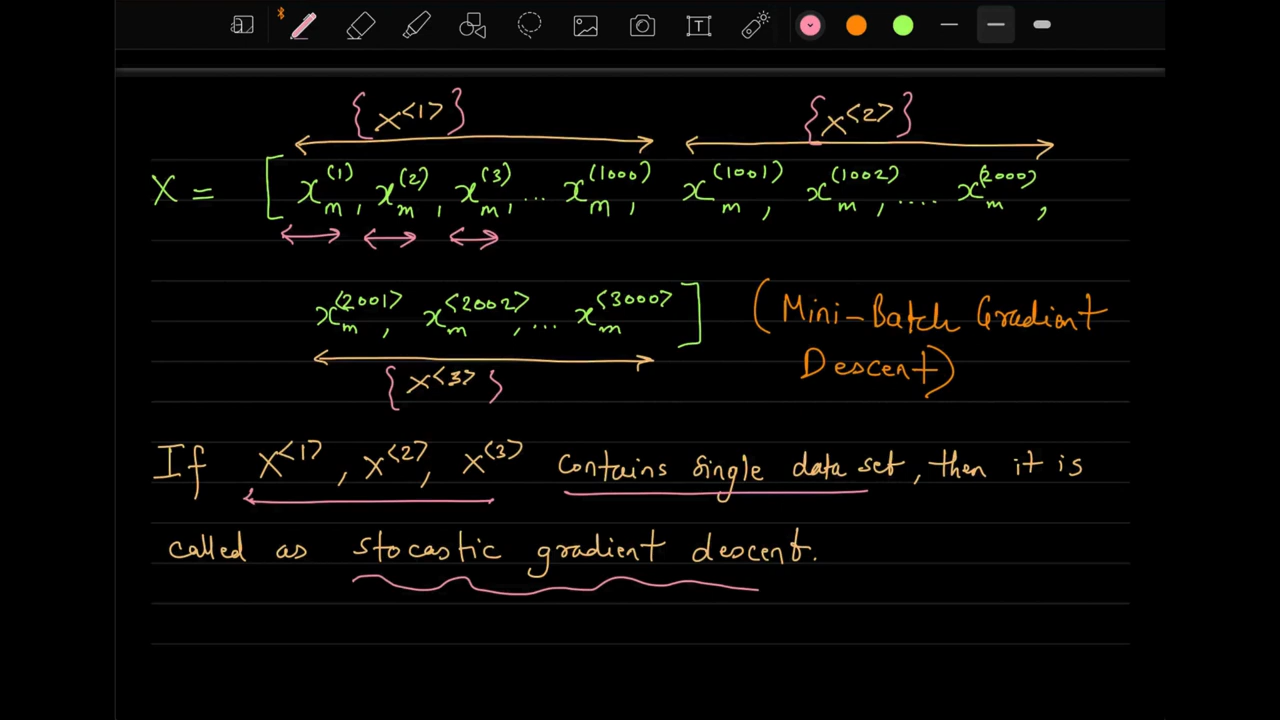 {X<1>} {X<2>}
X = [ x_m^(1), x_m^(2), x_m^(3), ... x_m^(1000), x_m^(1001), x_m^(1002), .... x_m^(2000),
x_m^<2001>, x_m^<2002>, ... x_m^<3000> ] (Mini-Batch Gradient
Descent)
{X<3>}
If X<1>, X<2>, X<3> contains single data set, then it is
called as stocastic gradient descent.